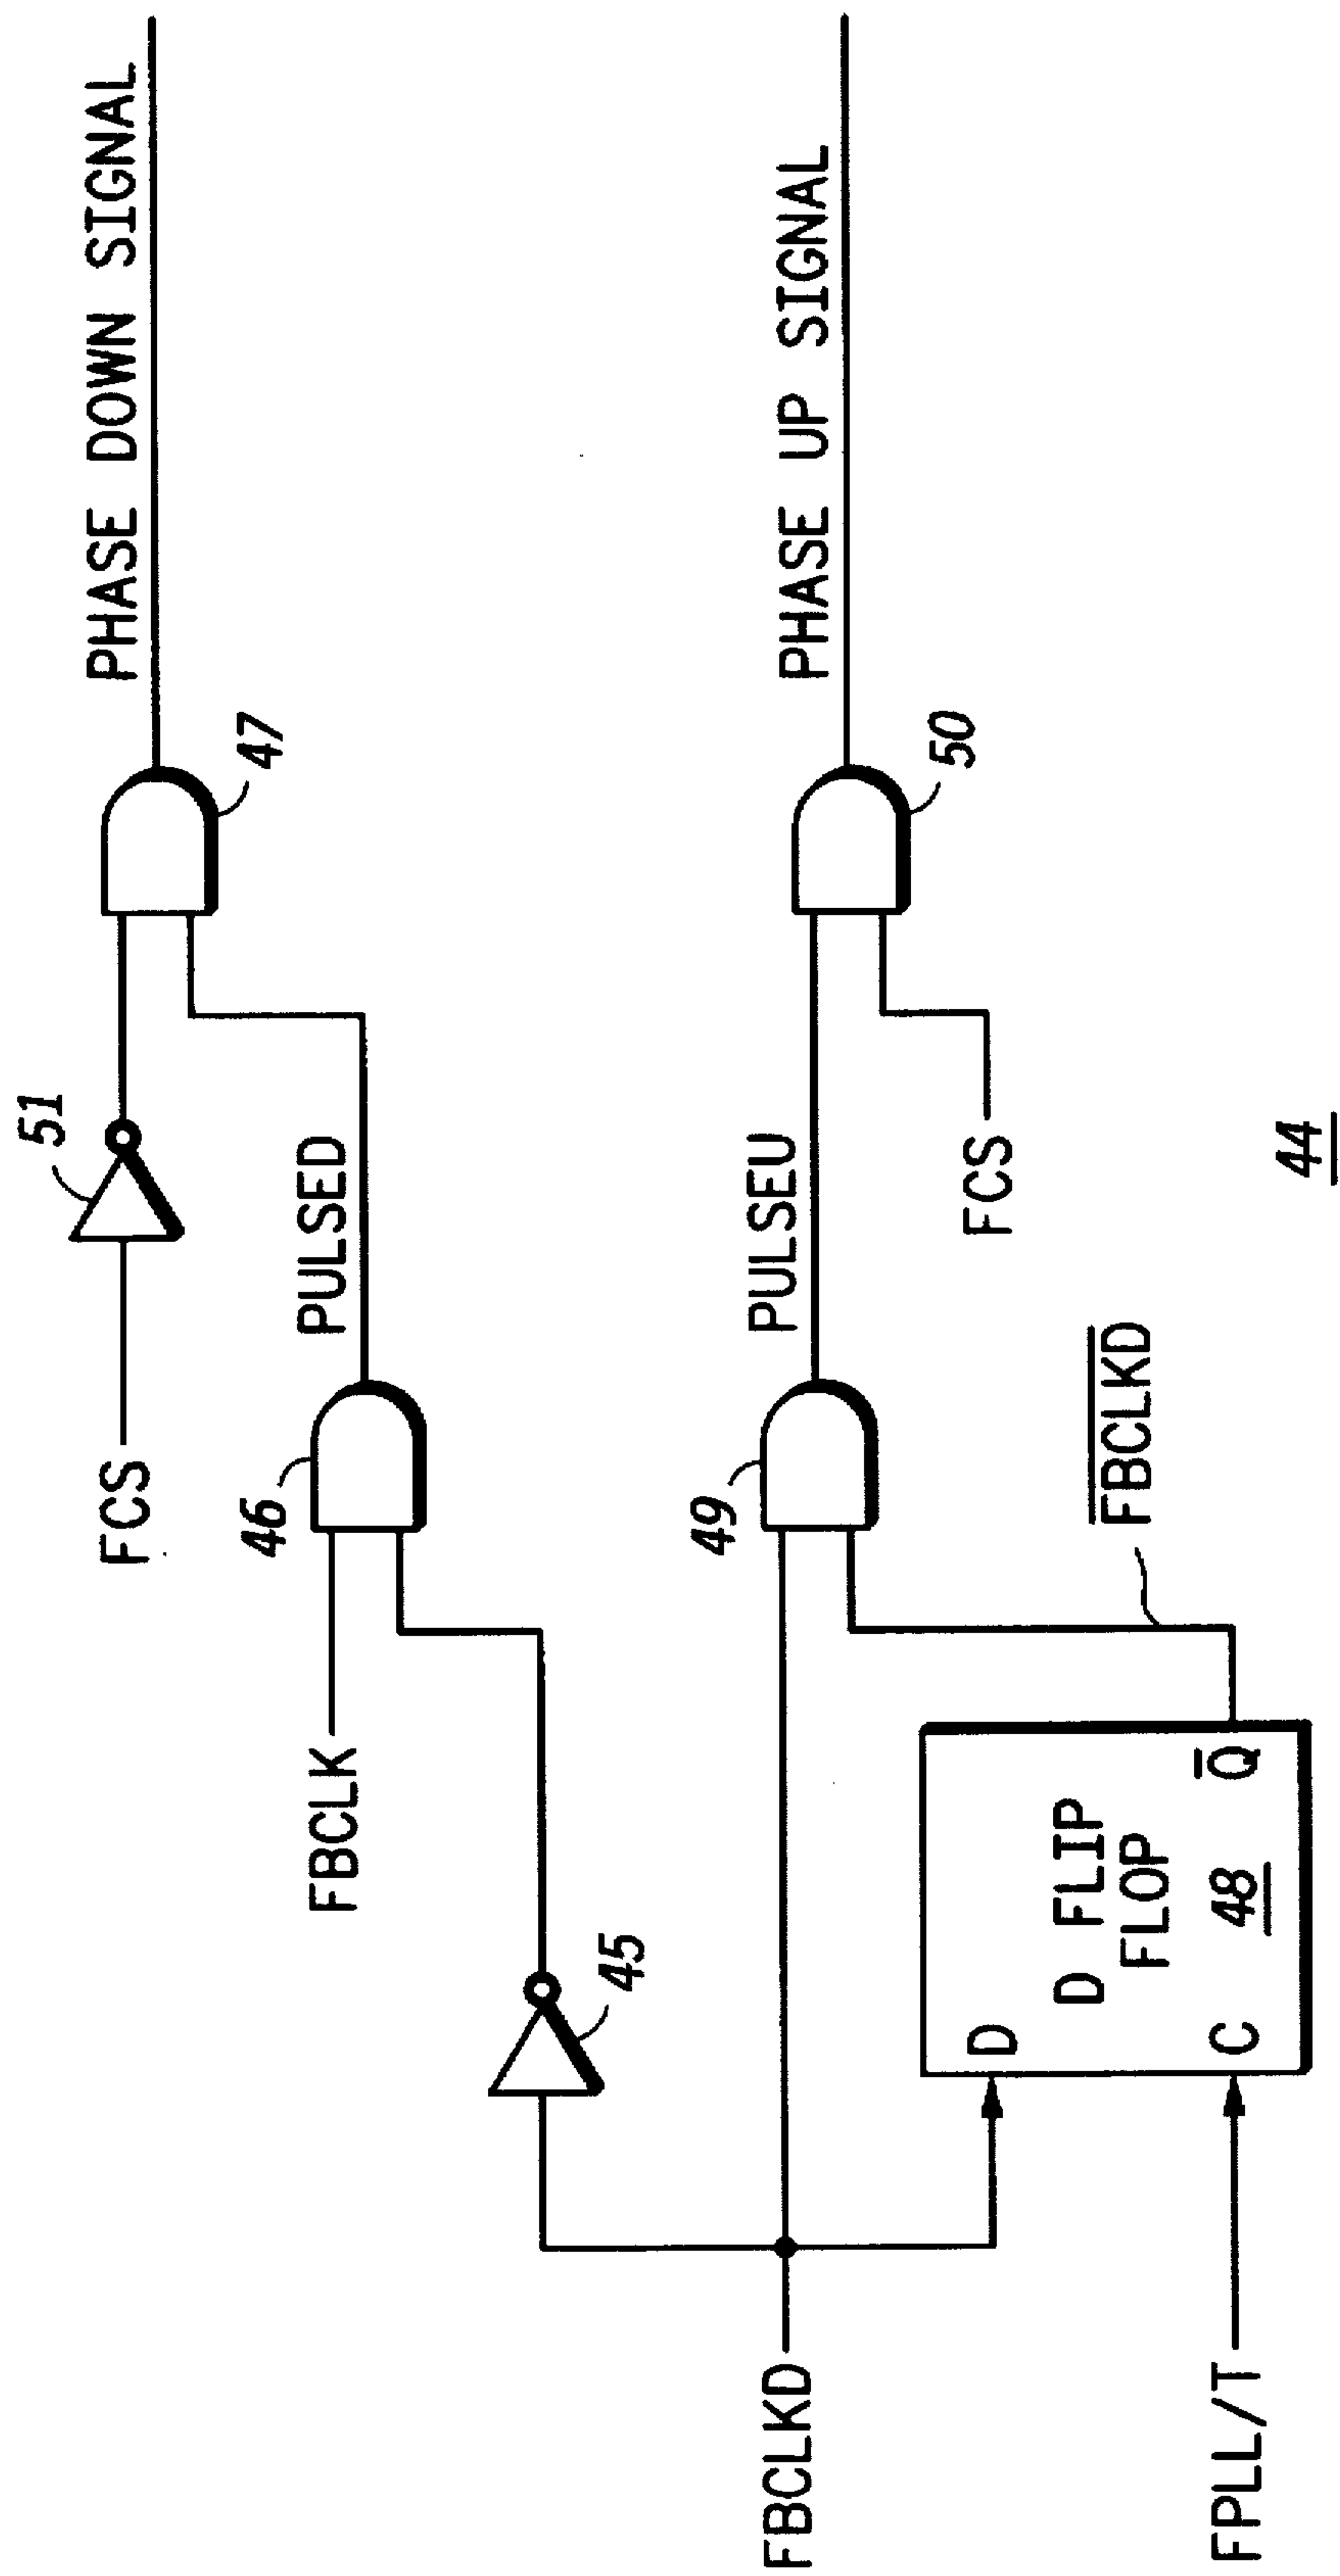 FCS
51
47
PHASE DOWN SIGNAL
FBCLK
46
PULSED
45
FBCLKD
49
PULSEU
50
PHASE UP SIGNAL
FCS
FBCLKD
D
D FLIP
FLOP
48
C
Q
FPLL/T
44